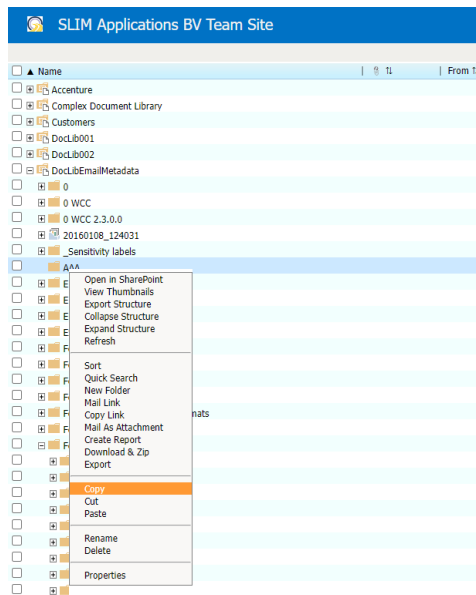 SLIM Applications BV Team Site
▲ Name | ⇅ | From
Accenture
Complex Document Library
Customers
DocLib001
DocLib002
DocLibEmailMetadata
0
0 WCC
0 WCC 2.3.0.0
20160108_124031
_Sensitivity labels
A^^
Open in SharePoint
View Thumbnails
Export Structure
Collapse Structure
Expand Structure
Refresh
Sort
Quick Search
New Folder
Mail Link
Copy Link
Mail As Attachment
Create Report
Download & Zip
Export
Copy
Cut
Paste
Rename
Delete
Properties